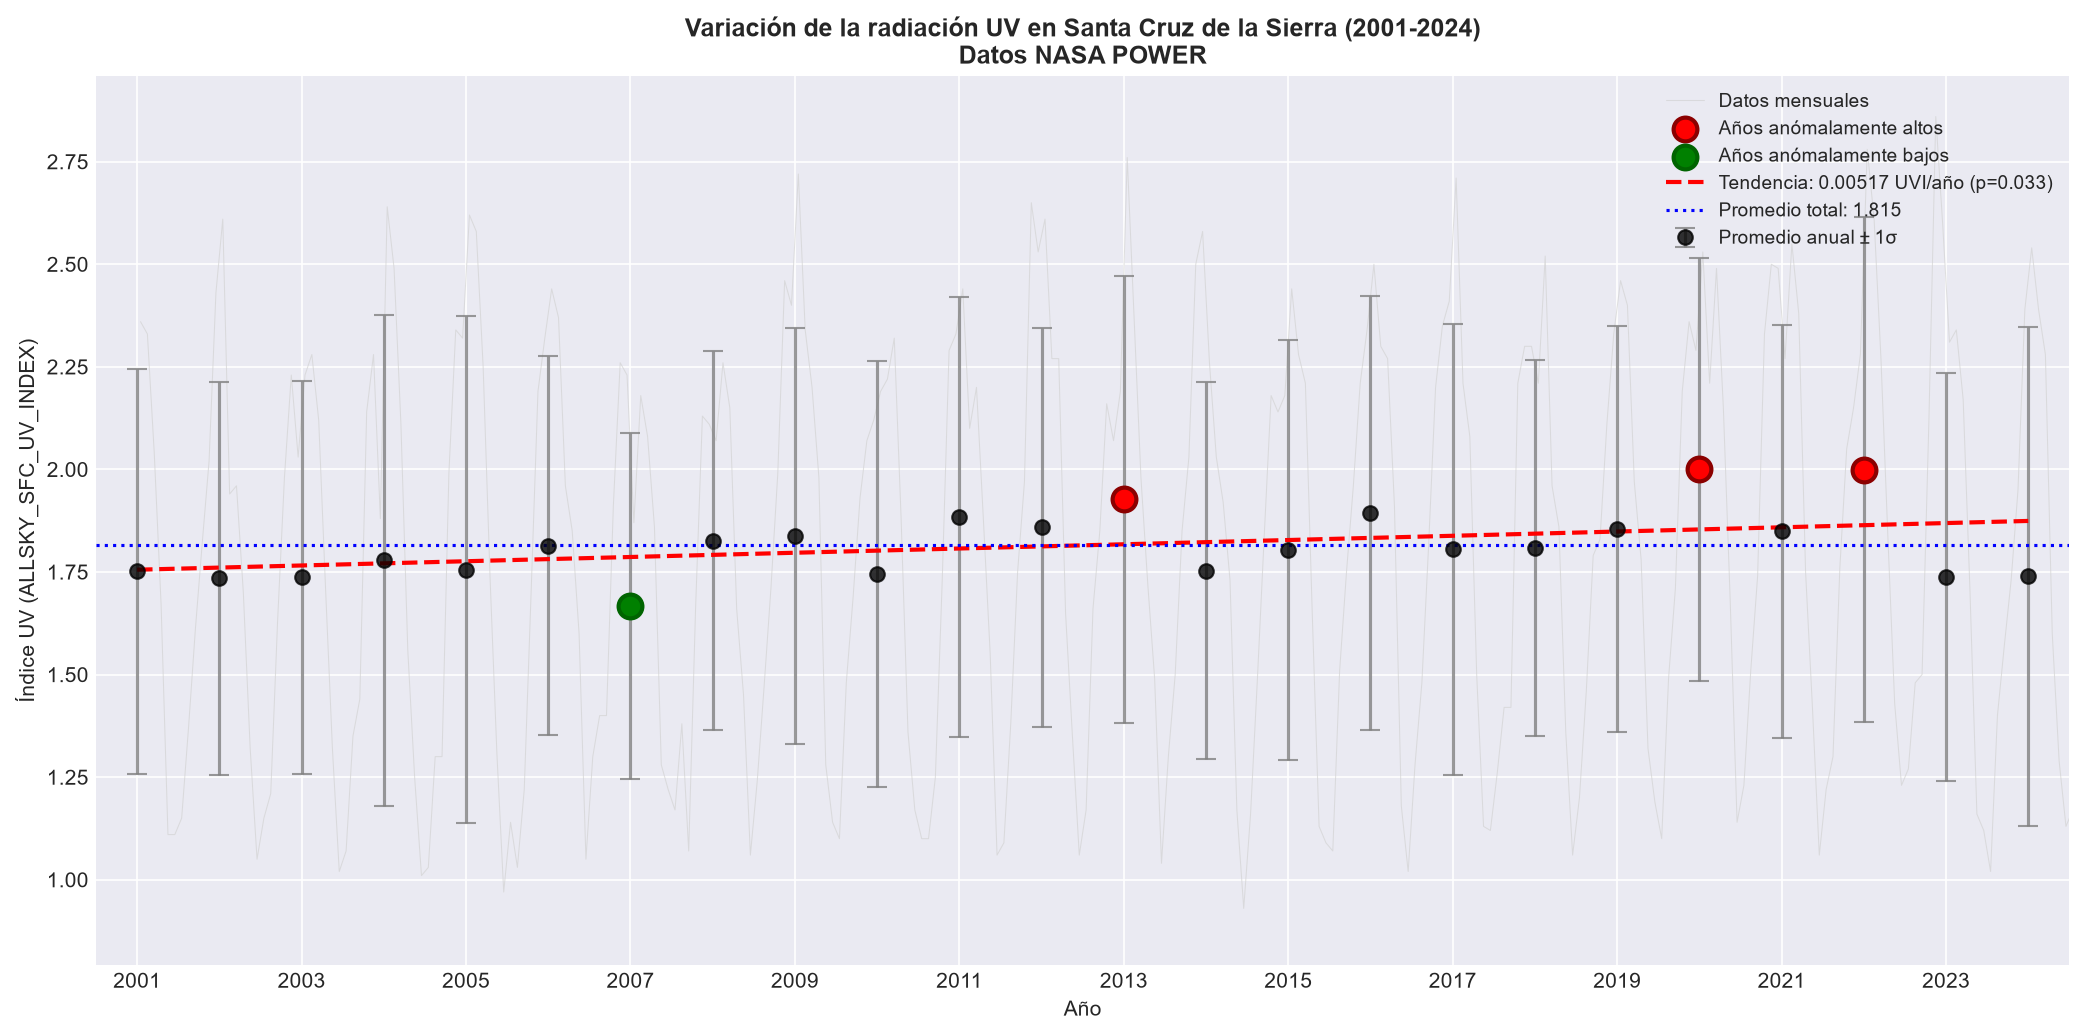 Variación de la radiación UV en Santa Cruz de la Sierra (2001-2024)
Datos NASA POWER
Datos mensuales
Años anómalamente altos
Años anómalamente bajos
Tendencia: 0.00517 UVI/año (p=0.033)
Promedio total: 1.815
Promedio anual ± 1σ
Índice UV (ALLSKY_SFC_UV_INDEX)
2.75
2.50
2.25
2.00
1.75
1.50
1.25
1.00
2001 2003 2005 2007 2009 2011 2013 2015 2017 2019 2021 2023
Año